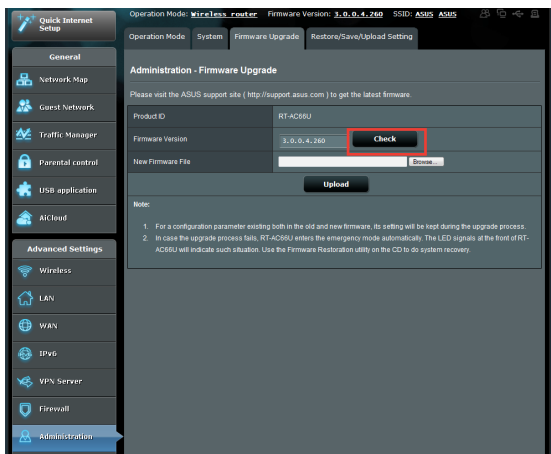 Quick Internet
Setup
Operation Mode: Wireless router Firmware Version: 3.0.0.4.260 SSID: ASUS ASUS
Operation Mode System Firmware Upgrade Restore/Save/Upload Setting
General
Network Map
Guest Network
Traffic Manager
Parental control
USB application
AiCloud
Advanced Settings
Wireless
LAN
WAN
IPv6
VPN Server
Firewall
Administration
Administration - Firmware Upgrade
Please visit the ASUS support site ( http://support.asus.com ) to get the latest firmware.
Product ID RT-AC66U
Firmware Version 3.0.0.4.260 Check
New Firmware File Browse...
Upload
Note:
1. For a configuration parameter existing both in the old and new firmware, its setting will be kept during the upgrade process.
2. In case the upgrade process fails, RT-AC66U enters the emergency mode automatically. The LED signals at the front of RT-
AC66U will indicate such situation. Use the Firmware Restoration utility on the CD to do system recovery.